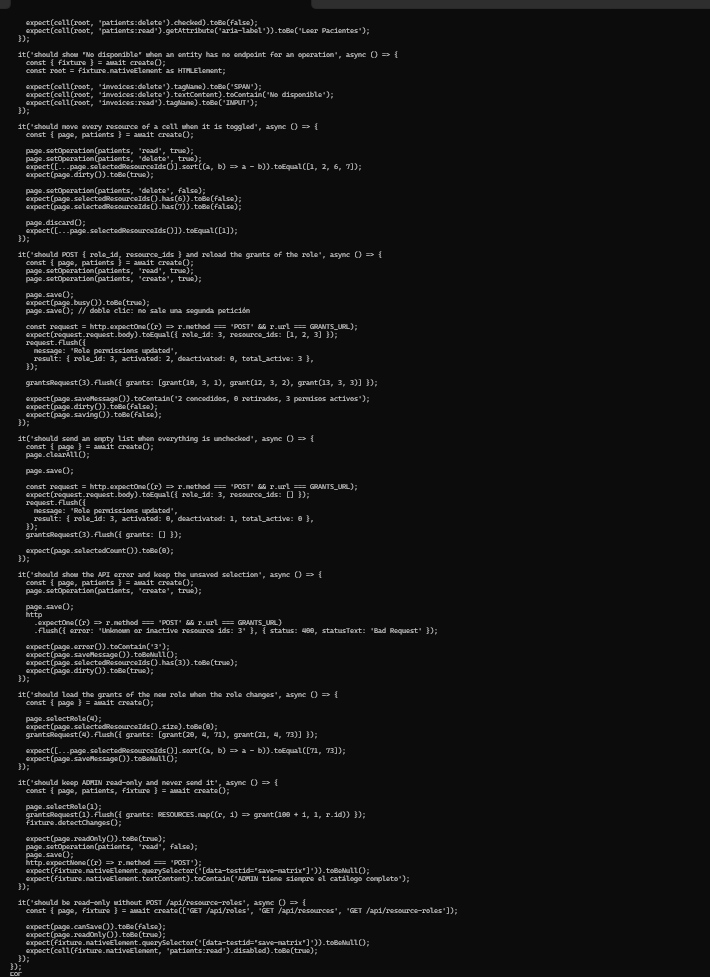 expect(cell(root, 'patients:delete').checked).toBe(false);
expect(cell(root, 'patients:read').getAttribute('aria-label')).toBe('Leer Pacientes');
});
it('should show "No disponible" when an entity has no endpoint for an operation', async () => {
const { fixture } = await create();
const root = fixture.nativeElement as HTMLElement;
expect(cell(root, 'invoices:delete').tagName).toBe('SPAN');
expect(cell(root, 'invoices:delete').textContent).toContain('No disponible');
expect(cell(root, 'invoices:read').tagName).toBe('INPUT');
});
it('should move every resource of a cell when it is toggled', async () => {
const { page, patients } = await create();
page.setOperation(patients, 'read', true);
page.setOperation(patients, 'delete', true);
expect([...page.selectedResourceIds()].sort((a, b) => a - b)).toEqual([1, 2, 6, 7]);
expect(page.dirty()).toBe(true);
page.setOperation(patients, 'delete', false);
expect(page.selectedResourceIds().has(6)).toBe(false);
expect(page.selectedResourceIds().has(7)).toBe(false);
page.discard();
expect([...page.selectedResourceIds()]).toEqual([1]);
});
it('should POST { role_id, resource_ids } and reload the grants of the role', async () => {
const { page, patients } = await create();
page.setOperation(patients, 'read', true);
page.setOperation(patients, 'create', true);
page.save();
expect(page.busy()).toBe(true);
page.save(); // doble clic: no sale una segunda petición
const request = http.expectOne((r) => r.method === 'POST' && r.url === GRANTS_URL);
expect(request.request.body).toEqual({ role_id: 3, resource_ids: [1, 2, 3] });
request.flush({
message: 'Role permissions updated',
result: { role_id: 3, activated: 2, deactivated: 0, total_active: 3 },
});
grantsRequest(3).flush({ grants: [grant(10, 3, 1), grant(12, 3, 2), grant(13, 3, 3)] });
expect(page.saveMessage()).toContain('2 concedidos, 0 retirados, 3 permisos activos');
expect(page.dirty()).toBe(false);
expect(page.saving()).toBe(false);
});
it('should send an empty list when everything is unchecked', async () => {
const { page } = await create();
page.clearAll();
page.save();
const request = http.expectOne((r) => r.method === 'POST' && r.url === GRANTS_URL);
expect(request.request.body).toEqual({ role_id: 3, resource_ids: [] });
request.flush({
message: 'Role permissions updated',
result: { role_id: 3, activated: 0, deactivated: 1, total_active: 0 },
});
grantsRequest(3).flush({ grants: [] });
expect(page.selectedCount()).toBe(0);
});
it('should show the API error and keep the unsaved selection', async () => {
const { page, patients } = await create();
page.setOperation(patients, 'create', true);
page.save();
http
.expectOne((r) => r.method === 'POST' && r.url === GRANTS_URL)
.flush({ error: 'Unknown or inactive resource ids: 3' }, { status: 400, statusText: 'Bad Request' });
expect(page.error()).toContain('3');
expect(page.saveMessage()).toBeNull();
expect(page.selectedResourceIds().has(3)).toBe(true);
expect(page.dirty()).toBe(true);
});
it('should load the grants of the new role when the role changes', async () => {
const { page } = await create();
page.selectRole(4);
expect(page.selectedResourceIds().size).toBe(0);
grantsRequest(4).flush({ grants: [grant(20, 4, 71), grant(21, 4, 73)] });
expect([...page.selectedResourceIds()].sort((a, b) => a - b)).toEqual([71, 73]);
expect(page.saveMessage()).toBeNull();
});
it('should keep ADMIN read-only and never send it', async () => {
const { page, patients, fixture } = await create();
page.selectRole(1);
grantsRequest(1).flush({ grants: RESOURCES.map((r, i) => grant(100 + i, 1, r.id)) });
fixture.detectChanges();
expect(page.readOnly()).toBe(true);
page.setOperation(patients, 'read', false);
page.save();
http.expectNone((r) => r.method === 'POST');
expect(fixture.nativeElement.querySelector('[data-testid="save-matrix"]')).toBeNull();
expect(fixture.nativeElement.textContent).toContain('ADMIN tiene siempre el catálogo completo');
});
it('should be read-only without POST /api/resource-roles', async () => {
const { page, fixture } = await create(['GET /api/roles', 'GET /api/resources', 'GET /api/resource-roles']);
expect(page.canSave()).toBe(false);
expect(page.readOnly()).toBe(true);
expect(fixture.nativeElement.querySelector('[data-testid="save-matrix"]')).toBeNull();
expect(cell(fixture.nativeElement, 'patients:read').disabled).toBe(true);
});
});
EOF